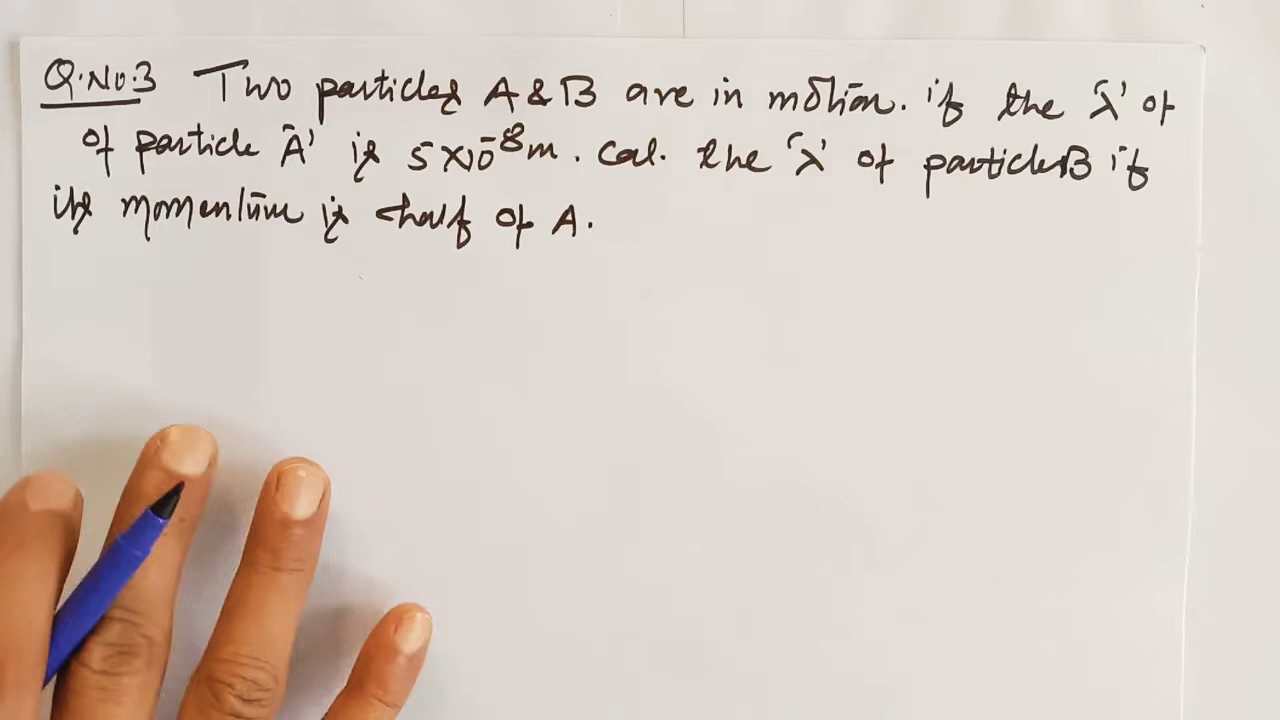 Q.No.3 Two particles A & B are in motion. if the 'λ' of
of particle 'A' is 5×10⁻⁸m. Cal. the 'λ' of particle B if
its momentum is half of A.